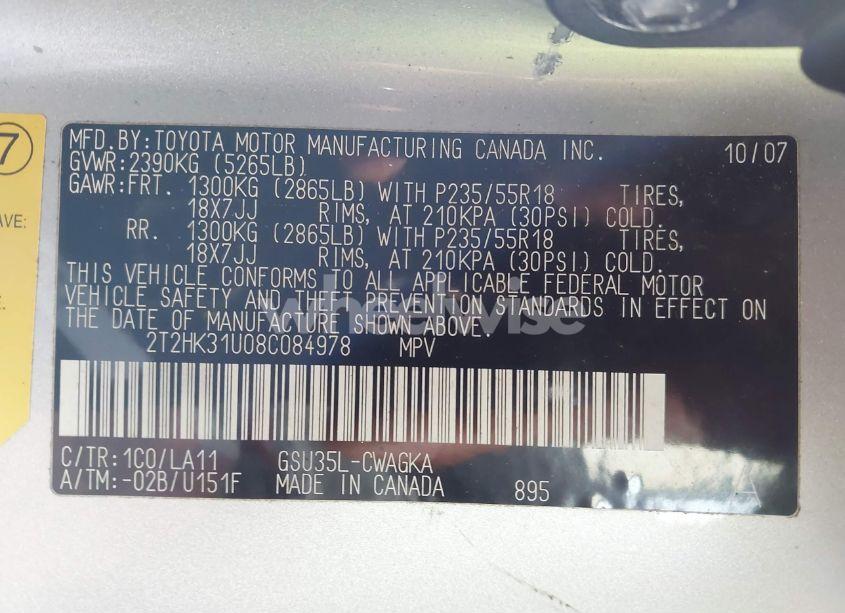 7
AVE:
E.
MFD.BY:TOYOTA MOTOR MANUFACTURING CANADA INC. 10/07
GVWR:2390KG (5265LB)
GAWR:FRT. 1300KG (2865LB) WITH P235/55R18 TIRES,
18X7JJ RIMS, AT 210KPA (30PSI) COLD.
RR. 1300KG (2865LB) WITH P235/55R18 TIRES,
18X7JJ RIMS, AT 210KPA (30PSI) COLD.
THIS VEHICLE CONFORMS TO ALL APPLICABLE FEDERAL MOTOR
VEHICLE SAFETY AND THEFT PREVENTION STANDARDS IN EFFECT ON
THE DATE OF MANUFACTURE SHOWN ABOVE.
wheelwise
2T2HK31U08C084978 MPV
C/TR:1C0/LA11 GSU35L-CWAGKA
A/TM:-02B/U151F MADE IN CANADA 895 A